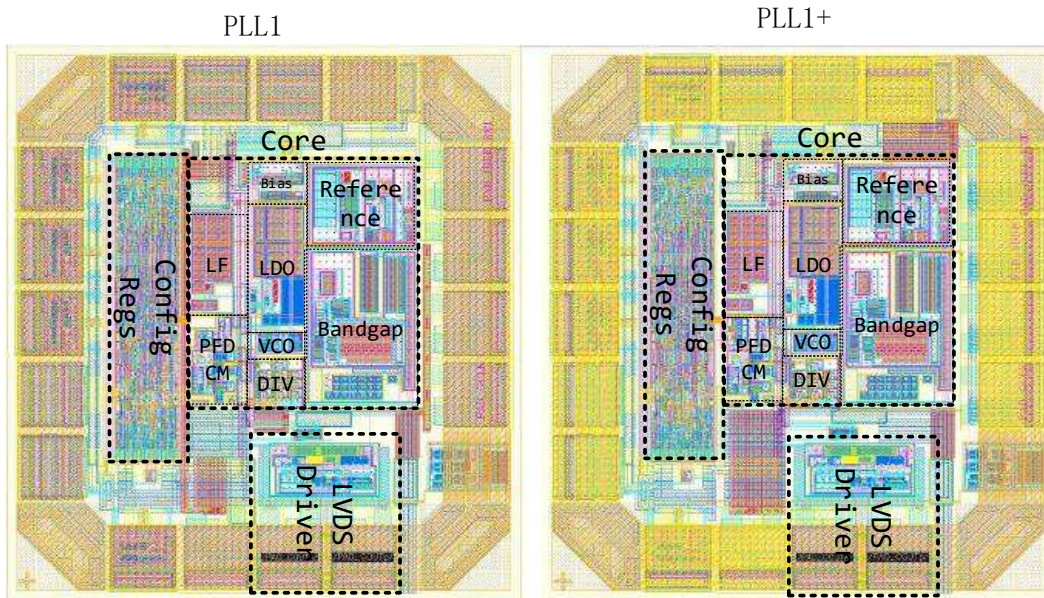 PLL1
PLL1+
Core
Bias
Refere
nce
Config
Regs
LF
LDO
Bandgap
PFD
CM
VCO
DIV
LVDS
Driver
Core
Bias
Refere
nce
Config
Regs
LF
LDO
Bandgap
PFD
CM
VCO
DIV
LVDS
Driver